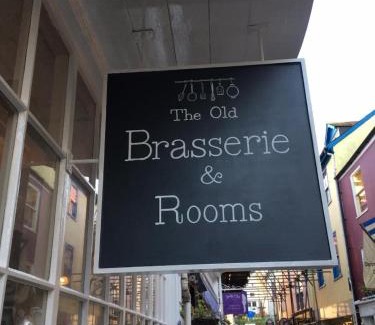 The Old
Brasserie
&
Rooms